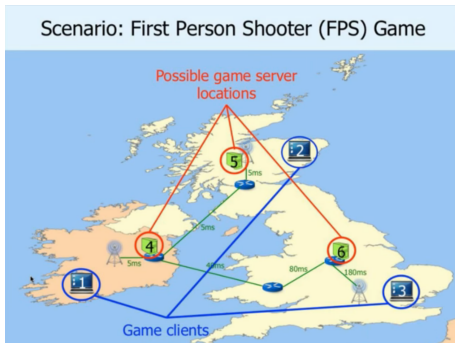 Scenario: First Person Shooter (FPS) Game
Possible game server
locations
5
2
5ms
5ms
4
5ms
6
80ms
180ms
1
3
Game clients